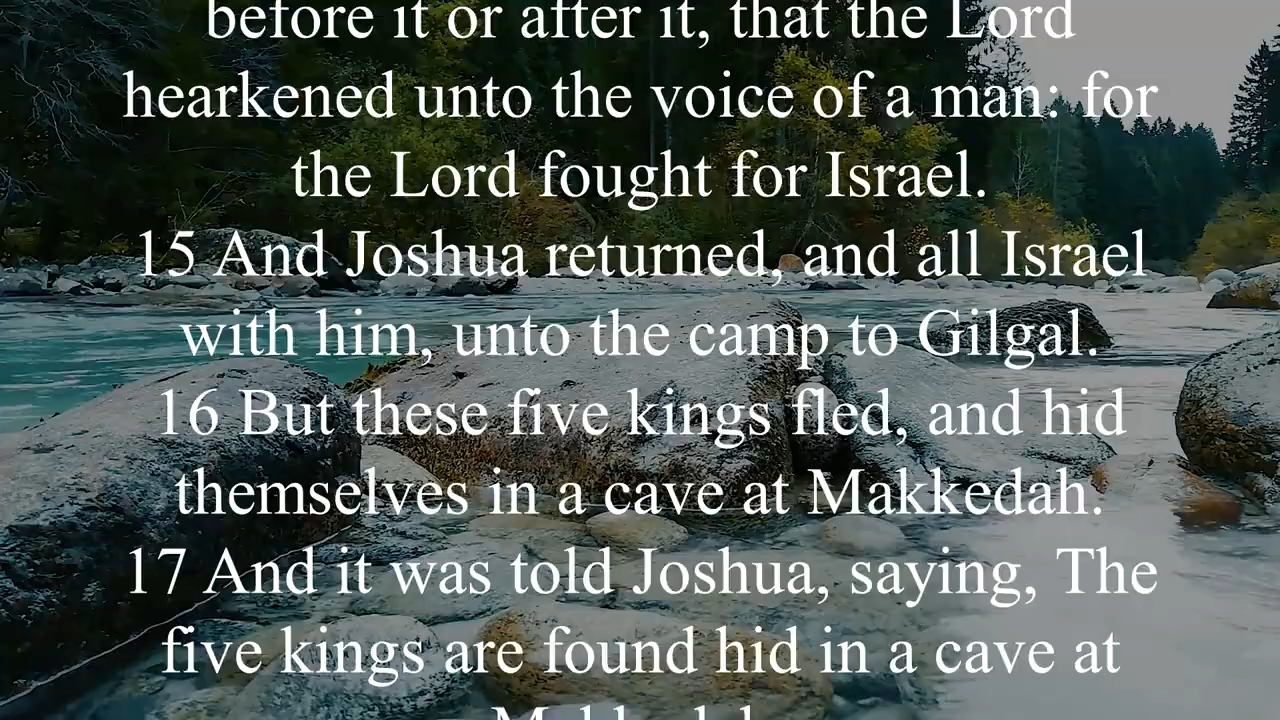 before it or after it, that the Lord
hearkened unto the voice of a man: for
the Lord fought for Israel.
15 And Joshua returned, and all Israel
with him, unto the camp to Gilgal.
16 But these five kings fled, and hid
themselves in a cave at Makkedah.
17 And it was told Joshua, saying, The
five kings are found hid in a cave at